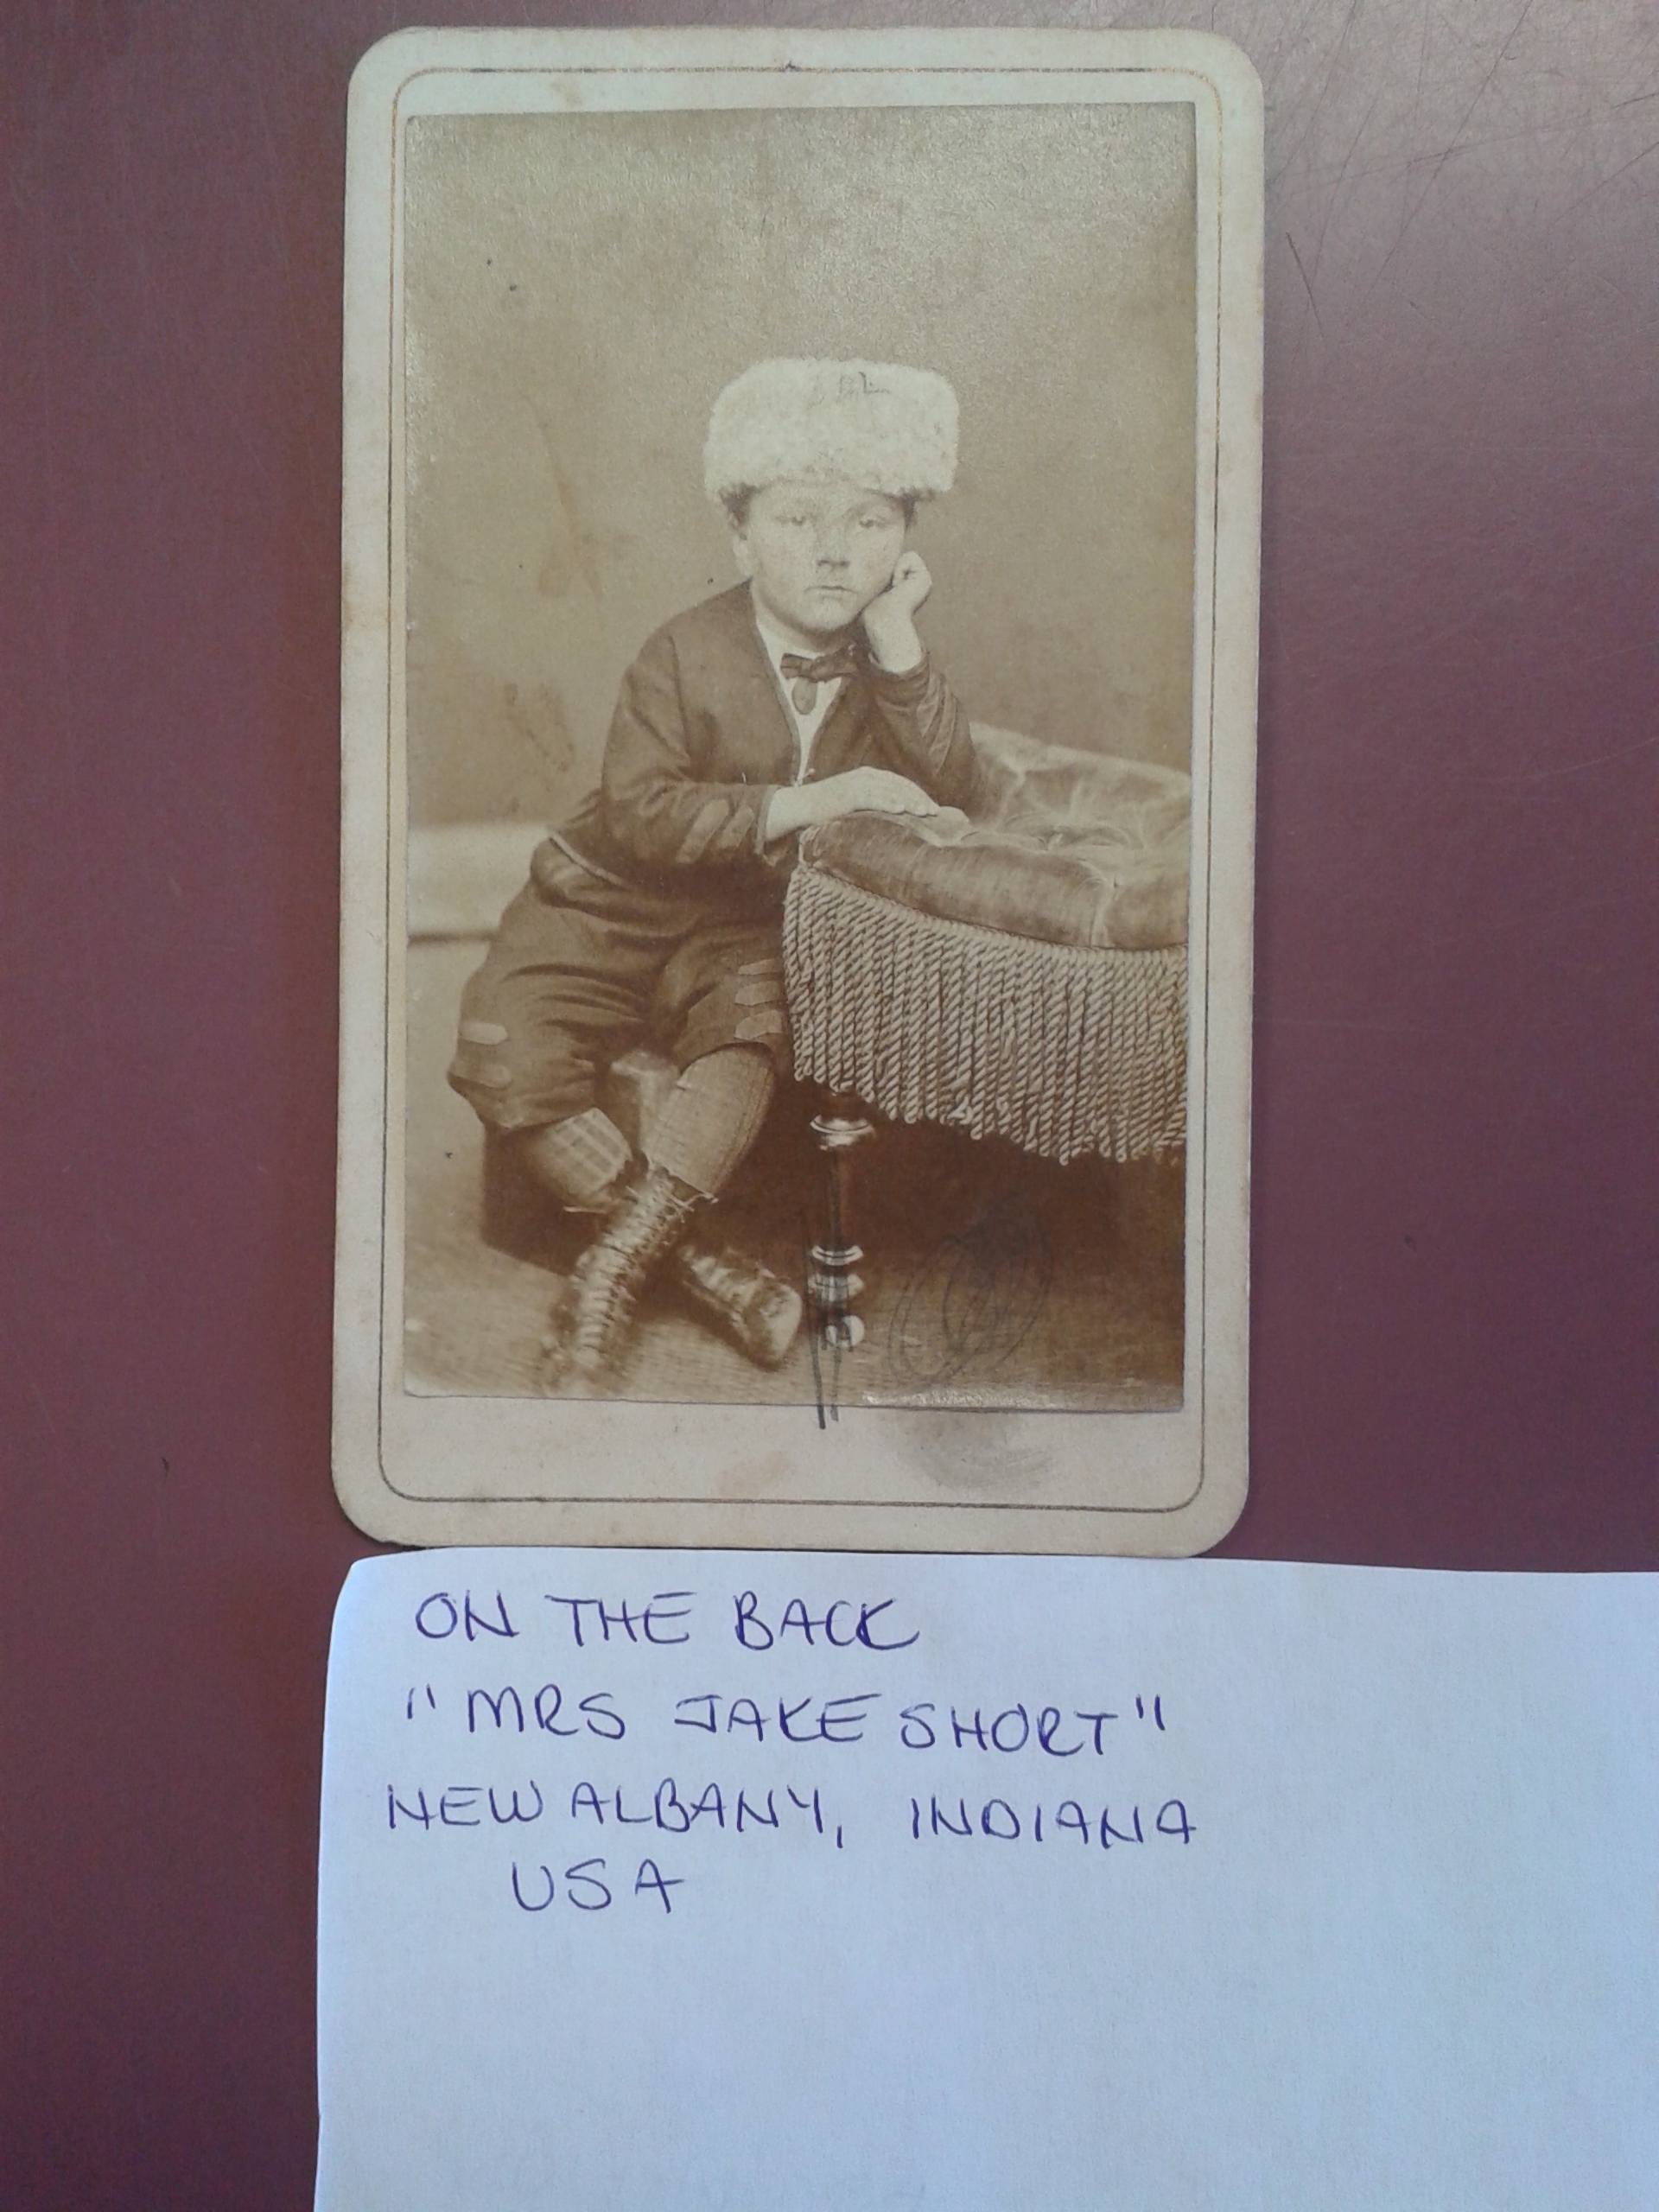 ON THE BACK
"MRS JAKE SHORT"
NEW ALBANY, INDIANA
USA